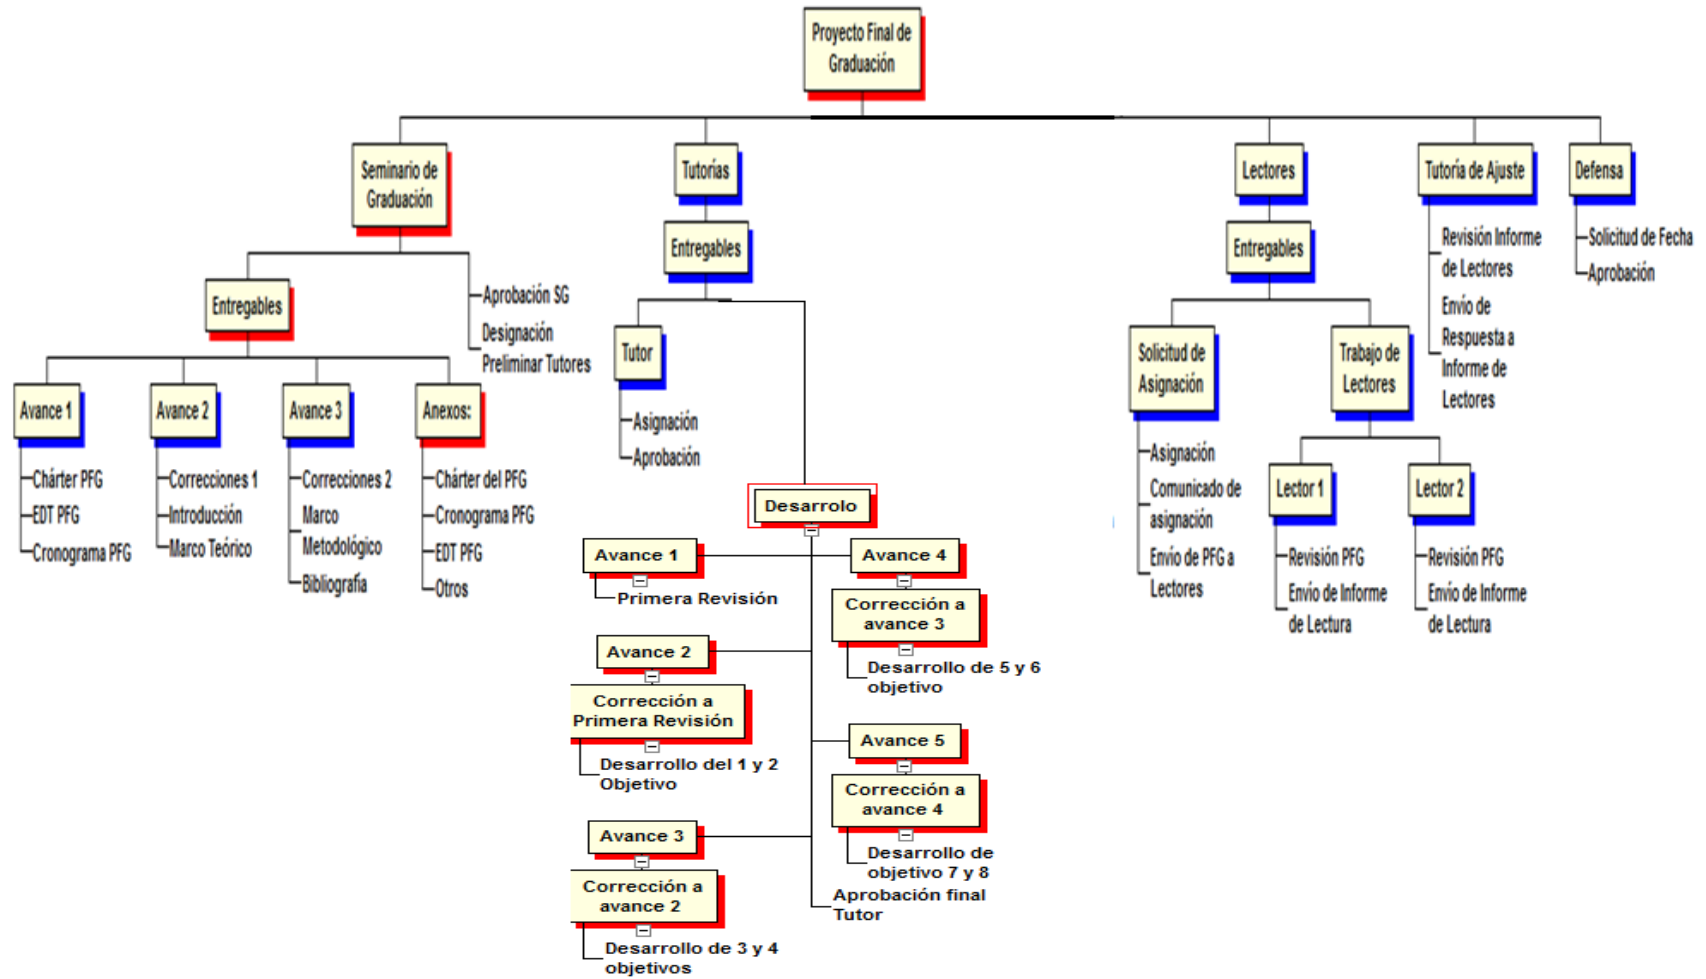 Proyecto Final de
Graduación
Seminario de
Graduación
Entregables
Avance 1
Chárter PFG
EDT PFG
Cronograma PFG
Avance 2
Correcciones 1
Introducción
Marco Teórico
Avance 3
Correcciones 2
Marco
Metodológico
Bibliografía
Anexos:
Chárter del PFG
Cronograma PFG
EDT PFG
Otros
Aprobación SG
Designación
Preliminar Tutores
Tutorías
Entregables
Tutor
Asignación
Aprobación
Desarrolo
Avance 1
Primera Revisión
Avance 2
Corrección a
Primera Revisión
Desarrollo del 1 y 2
Objetivo
Avance 3
Corrección a
avance 2
Desarrollo de 3 y 4
objetivos
Avance 4
Corrección a
avance 3
Desarrollo de 5 y 6
objetivo
Avance 5
Corrección a
avance 4
Desarrollo de
objetivo 7 y 8
Aprobación final
Tutor
Lectores
Entregables
Solicitud de
Asignación
Asignación
Comunicado de
asignación
Envío de PFG a
Lectores
Trabajo de
Lectores
Lector 1
Revisión PFG
Envío de Informe
de Lectura
Lector 2
Revisión PFG
Envío de Informe
de Lectura
Tutoría de Ajuste
Revisión Informe
de Lectores
Envío de
Respuesta a
Informe de
Lectores
Defensa
Solicitud de Fecha
Aprobación